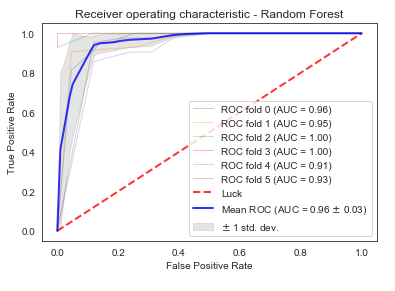 Receiver operating characteristic - Random Forest
1.0
0.8
0.6
0.4
0.2
0.0
True Positive Rate
ROC fold 0 (AUC = 0.96)
ROC fold 1 (AUC = 0.95)
ROC fold 2 (AUC = 1.00)
ROC fold 3 (AUC = 1.00)
ROC fold 4 (AUC = 0.91)
ROC fold 5 (AUC = 0.93)
Luck
Mean ROC (AUC = 0.96 ± 0.03)
± 1 std. dev.
0.0 0.2 0.4 0.6 0.8 1.0
False Positive Rate